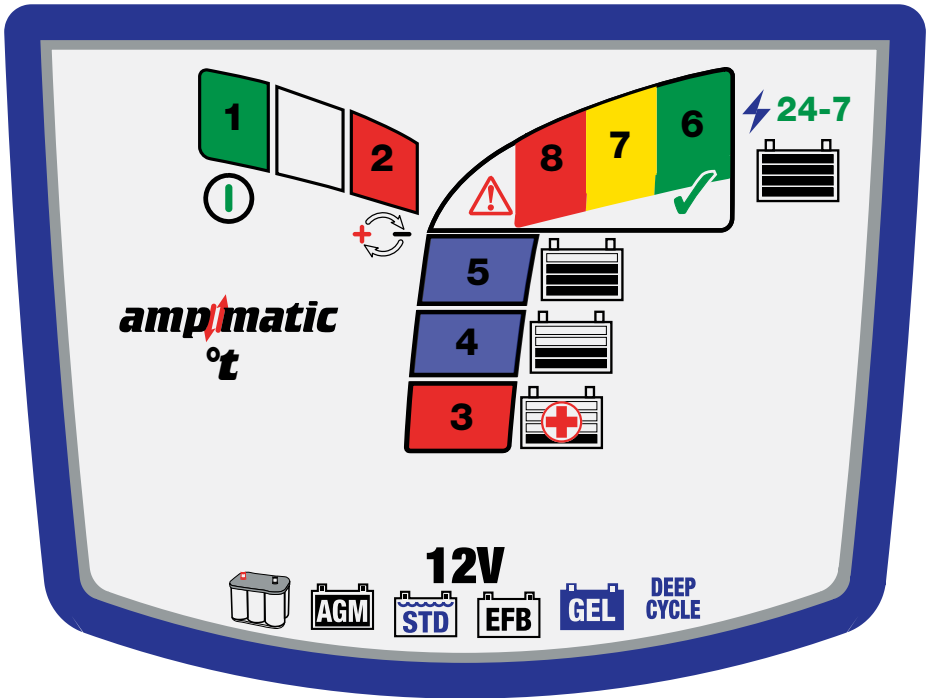 1
2
8
7
6
24-7
5
ampmatic
°t
4
3
12V
AGM
STD
EFB
GEL
DEEP
CYCLE